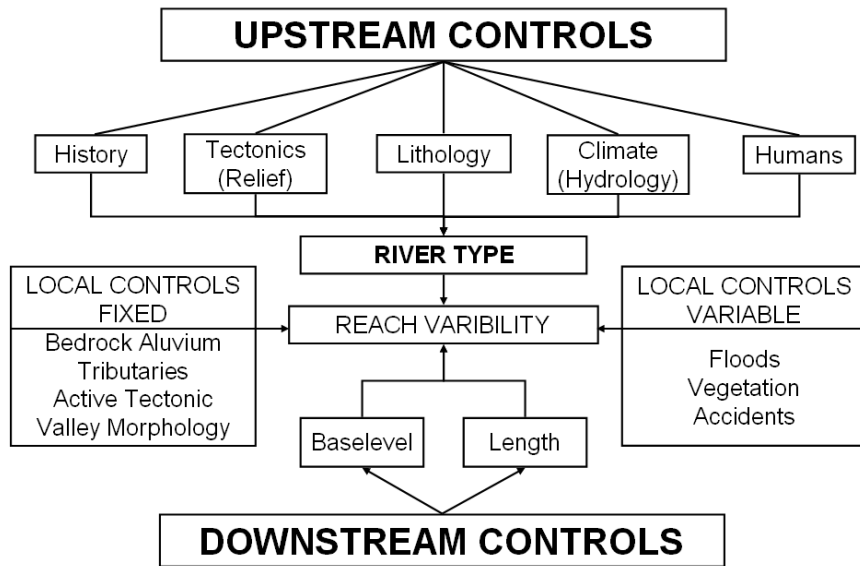 UPSTREAM CONTROLS
History
Tectonics
(Relief)
Lithology
Climate
(Hydrology)
Humans
RIVER TYPE
LOCAL CONTROLS
FIXED
Bedrock Aluvium
Tributaries
Active Tectonic
Valley Morphology
REACH VARIBILITY
LOCAL CONTROLS
VARIABLE
Floods
Vegetation
Accidents
Baselevel
Length
DOWNSTREAM CONTROLS